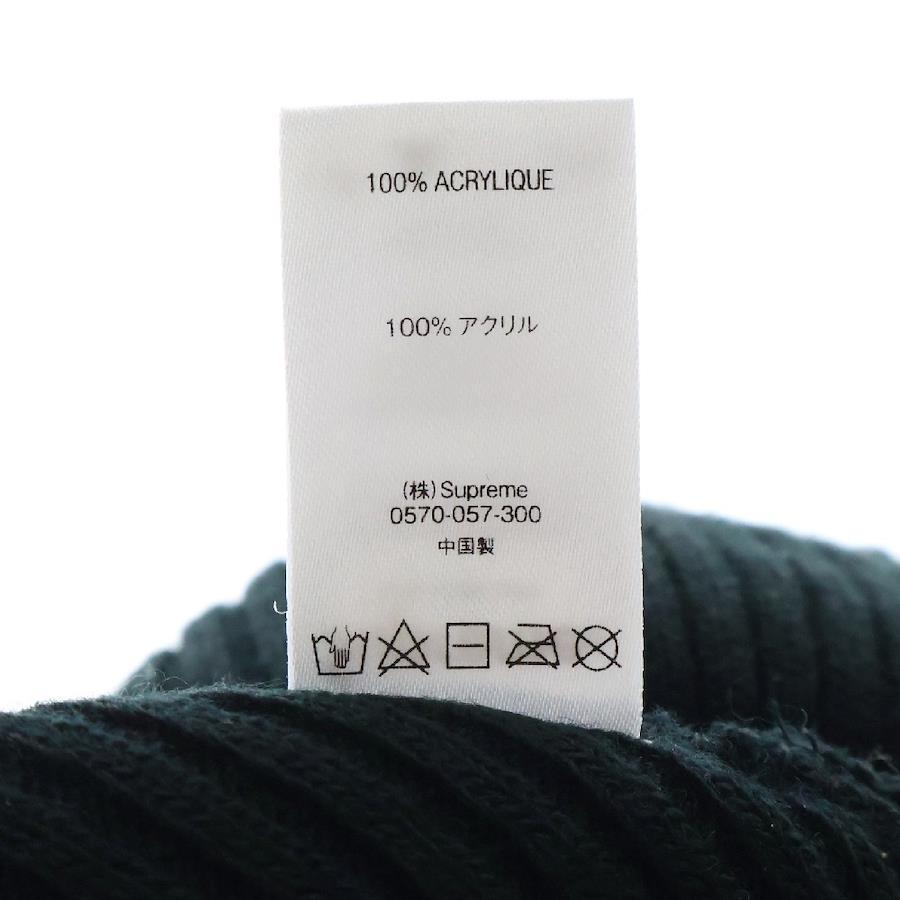 100% ACRYLIQUE
100% アクリル
(株)Supreme
0570-057-300
中国製